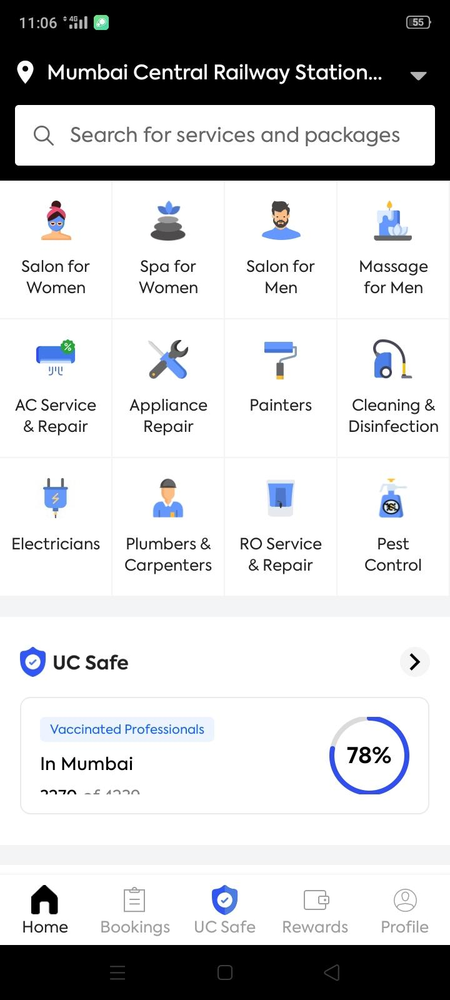 11:06 4G 55
Mumbai Central Railway Station...
Search for services and packages
Salon for
Women
Spa for
Women
Salon for
Men
Massage
for Men
AC Service
& Repair
Appliance
Repair
Painters
Cleaning &
Disinfection
Electricians
Plumbers &
Carpenters
RO Service
& Repair
Pest
Control
UC Safe
Vaccinated Professionals
In Mumbai
78%
of
Home
Bookings
UC Safe
Rewards
Profile